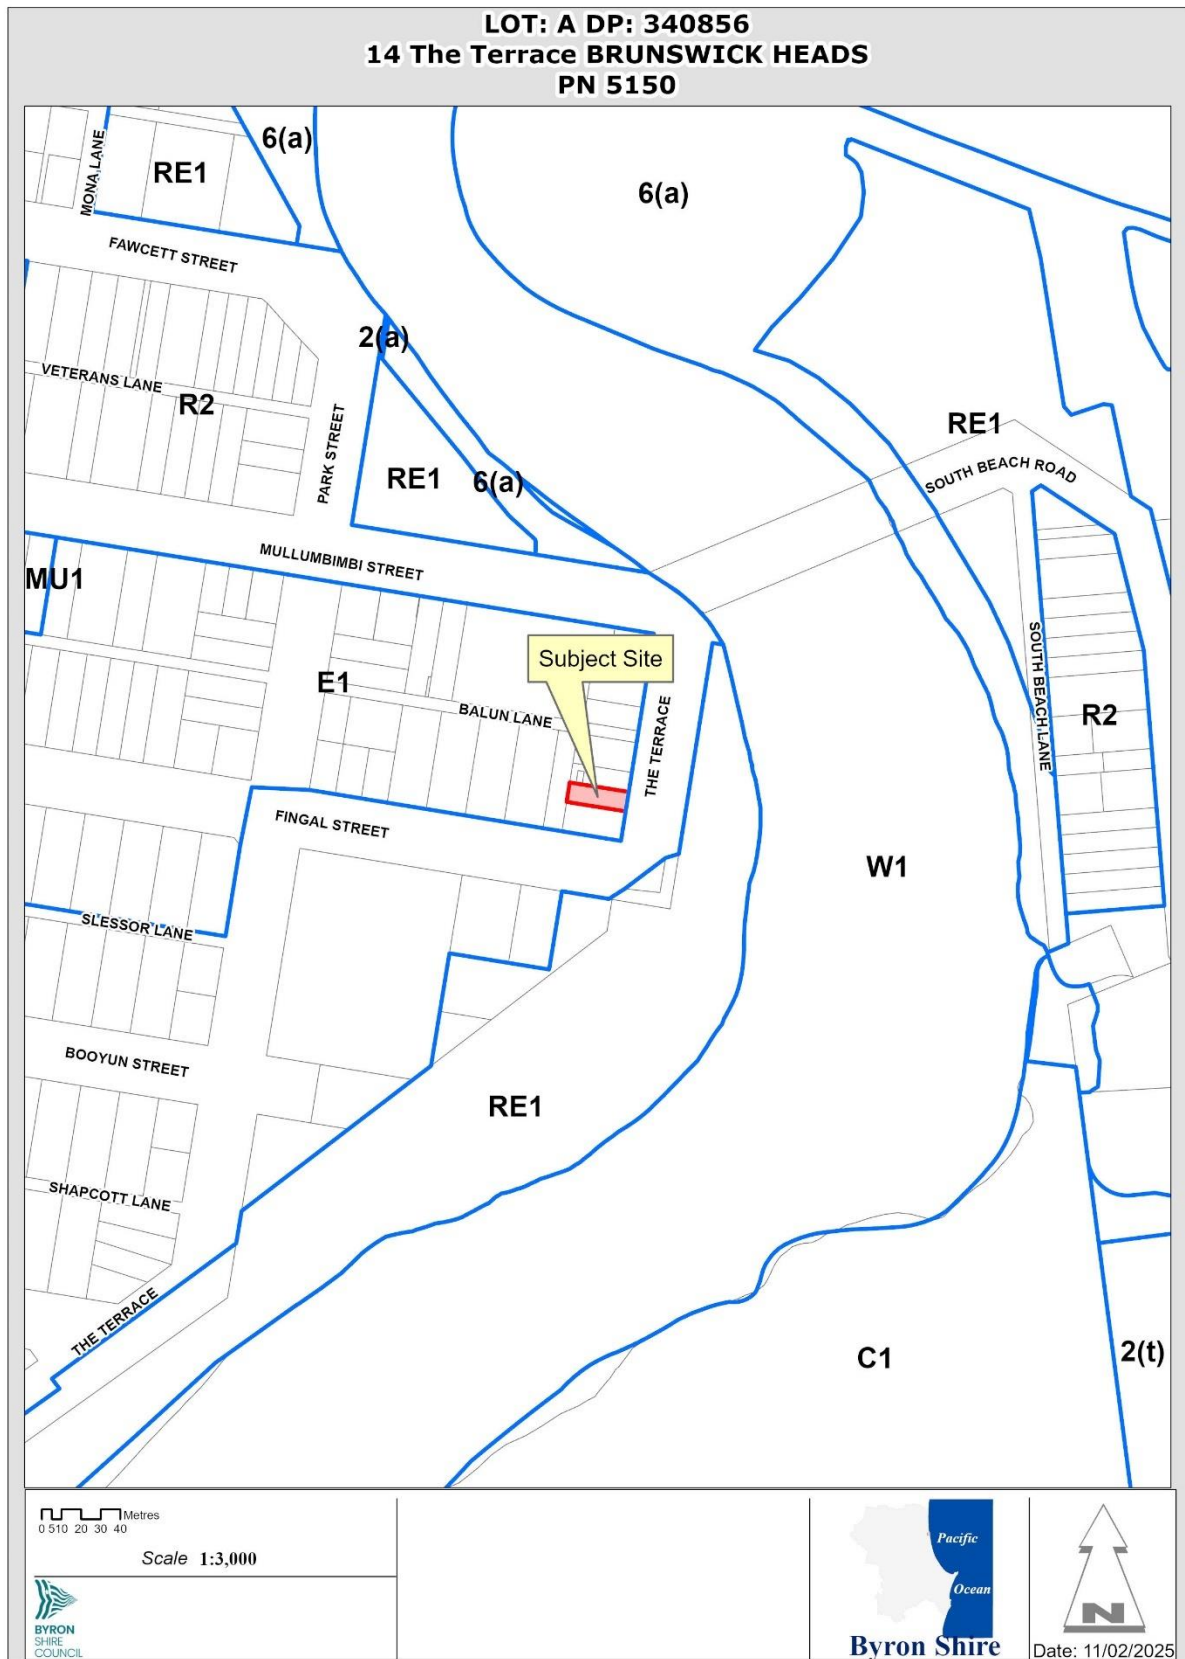 LOT: A DP: 340856
14 The Terrace BRUNSWICK HEADS
PN 5150
6(a)
RE1
MONA LANE
6(a)
FAWCETT STREET
2(a)
VETERANS LANE
R2
PARK STREET
RE1
6(a)
RE1
SOUTH BEACH ROAD
MULLUMBIMBI STREET
MU1
Subject Site
E1
BALUN LANE
THE TERRACE
SOUTH BEACH LANE
R2
FINGAL STREET
W1
SLESSOR LANE
BOOYUN STREET
RE1
SHAPCOTT LANE
THE TERRACE
C1
2(t)
Metres
0 510 20 30 40
Scale 1:3,000
BYRON
SHIRE
COUNCIL
Pacific
Ocean
Byron Shire
N
Date: 11/02/2025